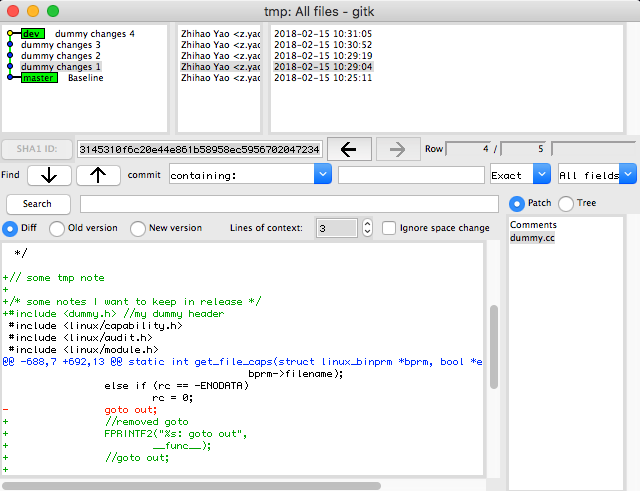 tmp: All files - gitk
dev dummy changes 4 Zhihao Yao <z.yao 2018-02-15 10:31:05
dummy changes 3 Zhihao Yao <z.yao 2018-02-15 10:30:52
dummy changes 2 Zhihao Yao <z.yao 2018-02-15 10:29:19
dummy changes 1 Zhihao Yao <z.yao 2018-02-15 10:29:04
master Baseline Zhihao Yao <z.yao 2018-02-15 10:25:11
SHA1 ID: 3145310f6c20e44e861b58958ec5956702047234 Row 4 / 5
Find commit containing: Exact All fields
Search Patch Tree
Diff Old version New version Lines of context: 3 Ignore space change
Comments
dummy.cc
*/
+// some tmp note
+
+/* some notes I want to keep in release */
+#include <dummy.h> //my dummy header
#include <linux/capability.h>
#include <linux/audit.h>
#include <linux/module.h>
@@ -688,7 +692,13 @@ static int get_file_caps(struct linux_binprm *bprm, bool *e
bprm->filename);
else if (rc == -ENODATA)
rc = 0;
- goto out;
+ //removed goto
+ FPRINTF2("%s: goto out",
+ __func__);
+ //goto out;
+